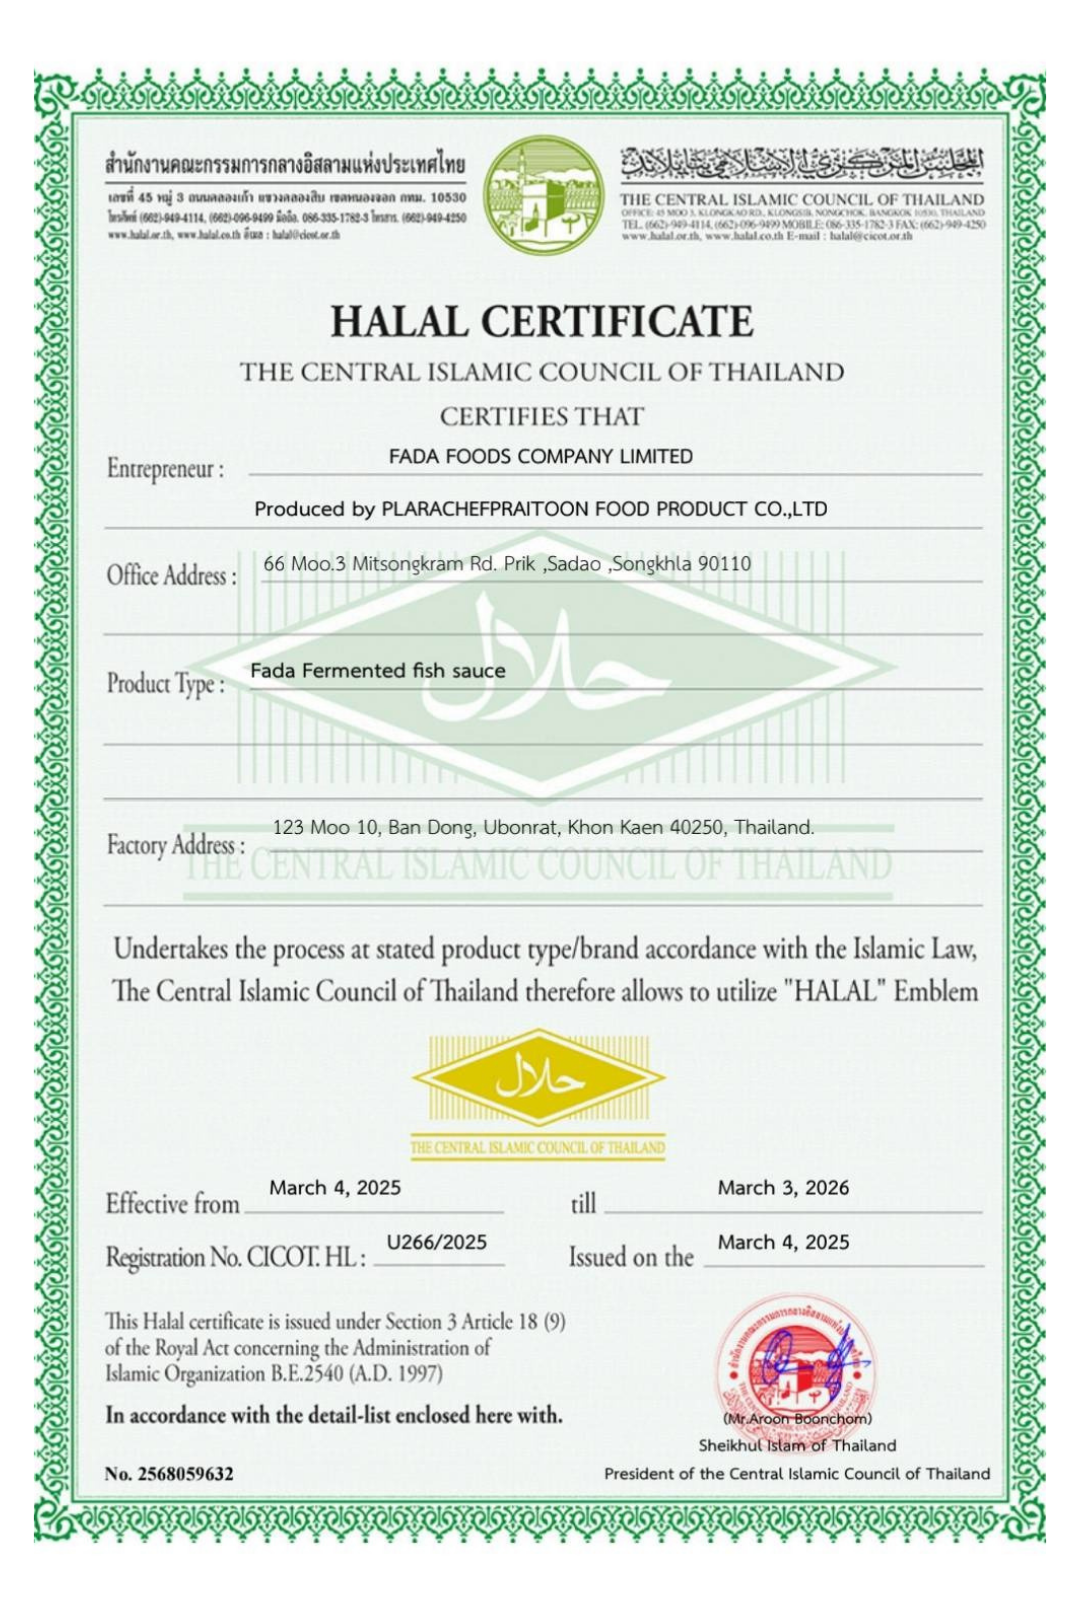 สำนักงานคณะกรรมการกลางอิสลามแห่งประเทศไทย
เลขที่ 45 หมู่ 3 ถนนคลองเก้า แขวงคลองสิบ เขตหนองจอก กทม. 10530
โทรศัพท์ (662)-949-4114, (662)-096-9499 มือถือ. 086-335-1782-3 โทรสาร. (662)-949-4250
www.halal.or.th, www.halal.co.th อีเมล : halal@cicot.or.th
THE CENTRAL ISLAMIC COUNCIL OF THAILAND
OFFICE: 45 MOO 3, KLONGKAO RD., KLONGSIB, NONGCHOK, BANGKOK 10530, THAILAND
TEL. (662)-949-4114, (662)-096-9499 MOBILE: 086-335-1782-3 FAX: (662)-949-4250
www.halal.or.th, www.halal.co.th E-mail : halal@cicot.or.th
HALAL CERTIFICATE
THE CENTRAL ISLAMIC COUNCIL OF THAILAND
CERTIFIES THAT
Entrepreneur : FADA FOODS COMPANY LIMITED
Produced by PLARACHEFPRAITOON FOOD PRODUCT CO.,LTD
Office Address : 66 Moo.3 Mitsongkram Rd. Prik ,Sadao ,Songkhla 90110
حلال
Product Type : Fada Fermented fish sauce
Factory Address : 123 Moo 10, Ban Dong, Ubonrat, Khon Kaen 40250, Thailand.
THE CENTRAL ISLAMIC COUNCIL OF THAILAND
Undertakes the process at stated product type/brand accordance with the Islamic Law,
The Central Islamic Council of Thailand therefore allows to utilize "HALAL" Emblem
حلال
THE CENTRAL ISLAMIC COUNCIL OF THAILAND
Effective from March 4, 2025 till March 3, 2026
Registration No. CICOT. HL : U266/2025 Issued on the March 4, 2025
This Halal certificate is issued under Section 3 Article 18 (9)
of the Royal Act concerning the Administration of
Islamic Organization B.E.2540 (A.D. 1997)
In accordance with the detail-list enclosed here with.
No. 2568059632
(Mr.Aroon Boonchom)
Sheikhul Islam of Thailand
President of the Central Islamic Council of Thailand